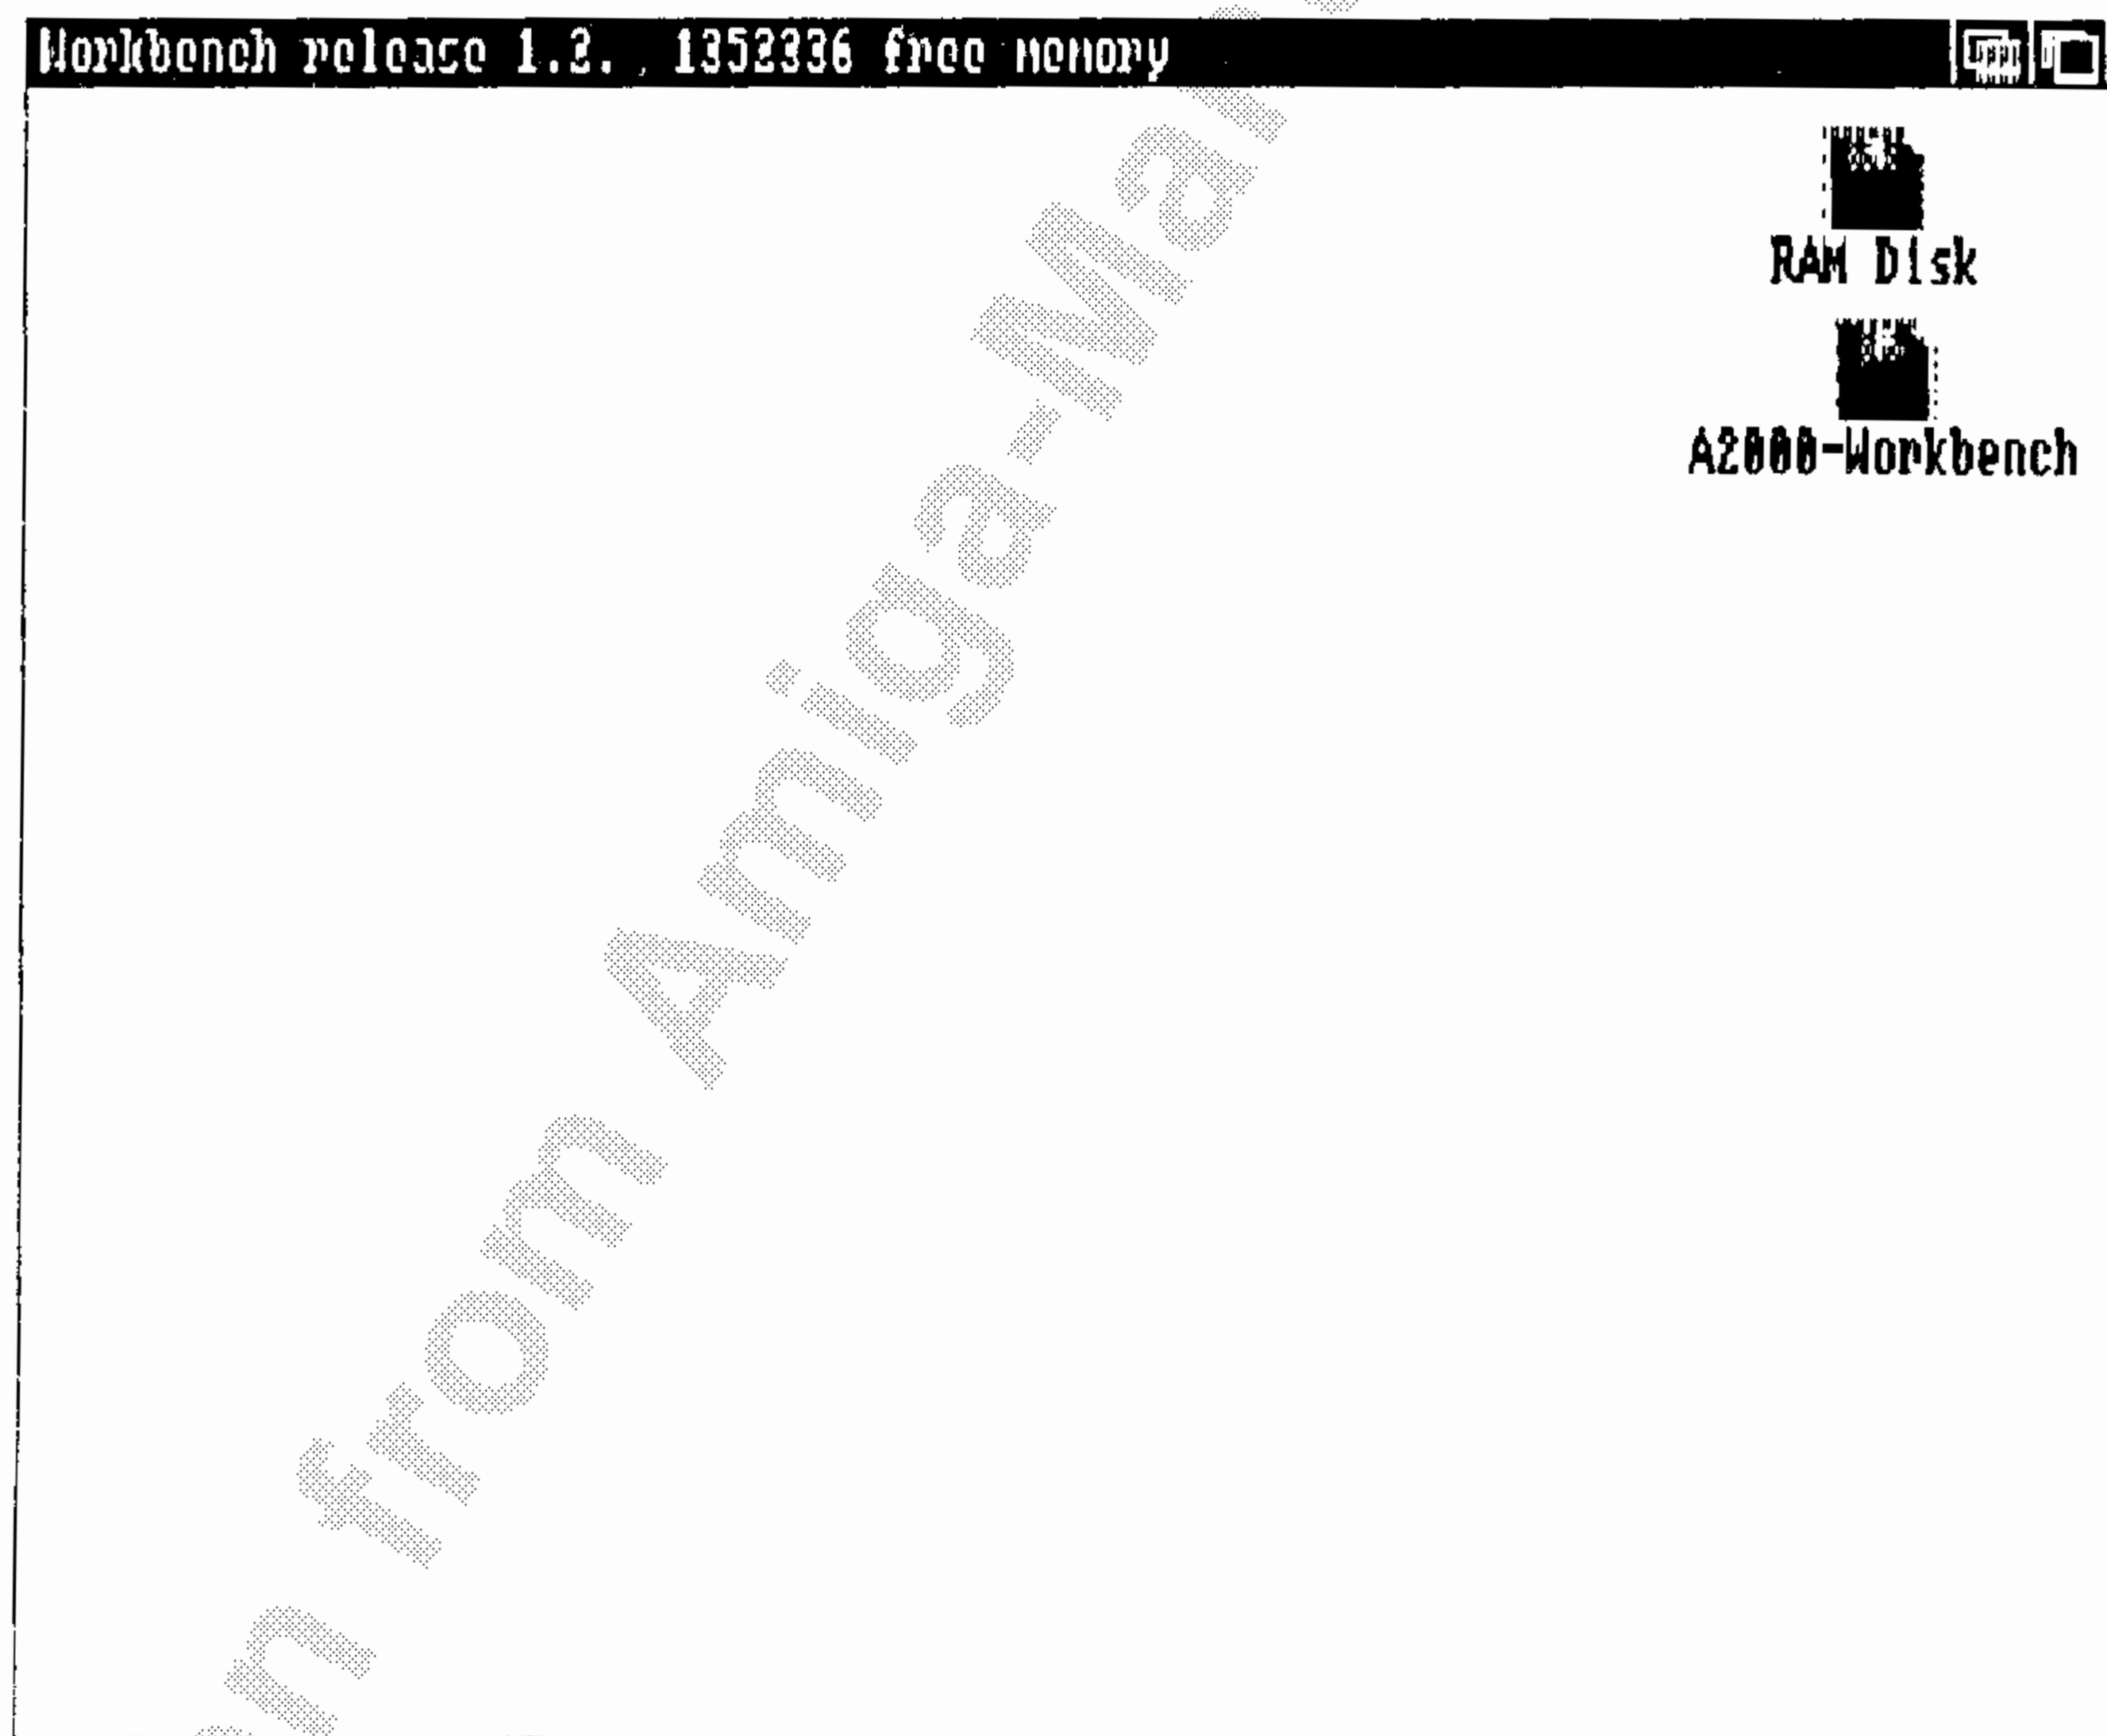 Workbench release 1.2. 1352336 free memory
RAM Disk
A2000-Workbench
n from Amiga-Ma